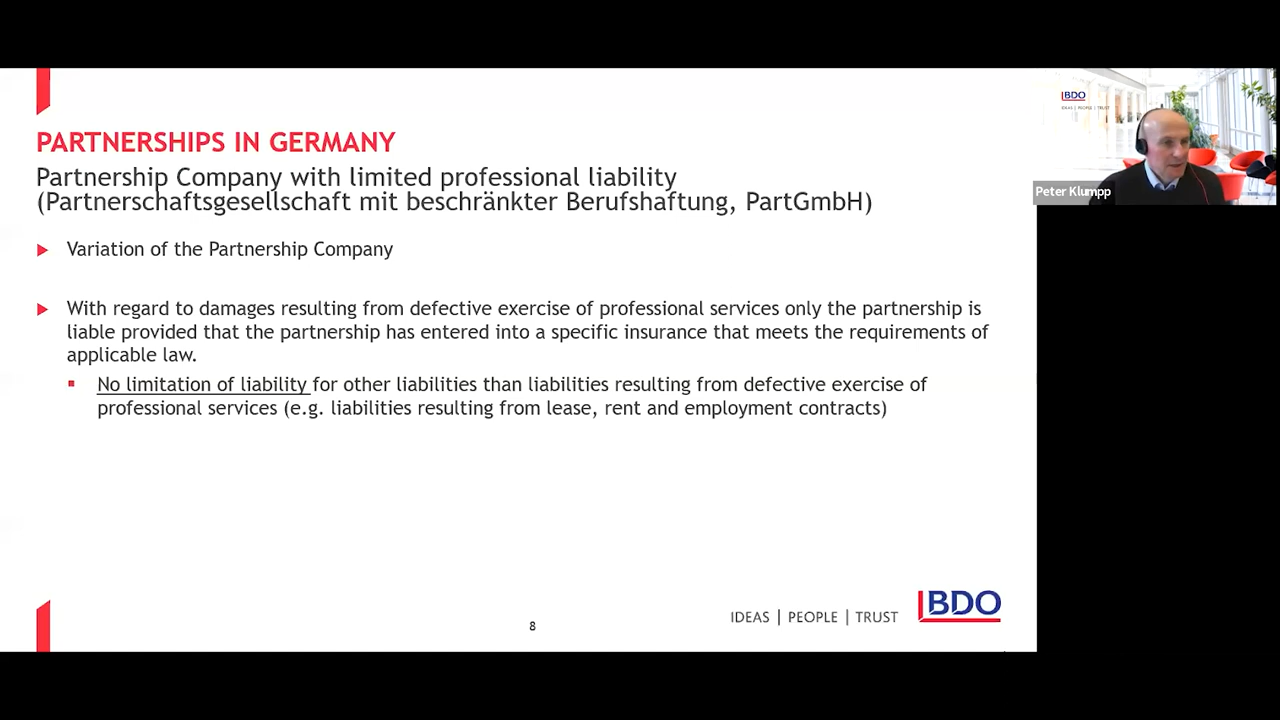 PARTNERSHIPS IN GERMANY
Partnership Company with limited professional liability
(Partnerschaftsgesellschaft mit beschränkter Berufshaftung, PartGmbH)
Variation of the Partnership Company
With regard to damages resulting from defective exercise of professional services only the partnership is
liable provided that the partnership has entered into a specific insurance that meets the requirements of
applicable law.
No limitation of liability for other liabilities than liabilities resulting from defective exercise of
professional services (e.g. liabilities resulting from lease, rent and employment contracts)
8
IDEAS | PEOPLE | TRUST
BDO
BDO
IDEAS | PEOPLE | TRUST
Peter Klumpp